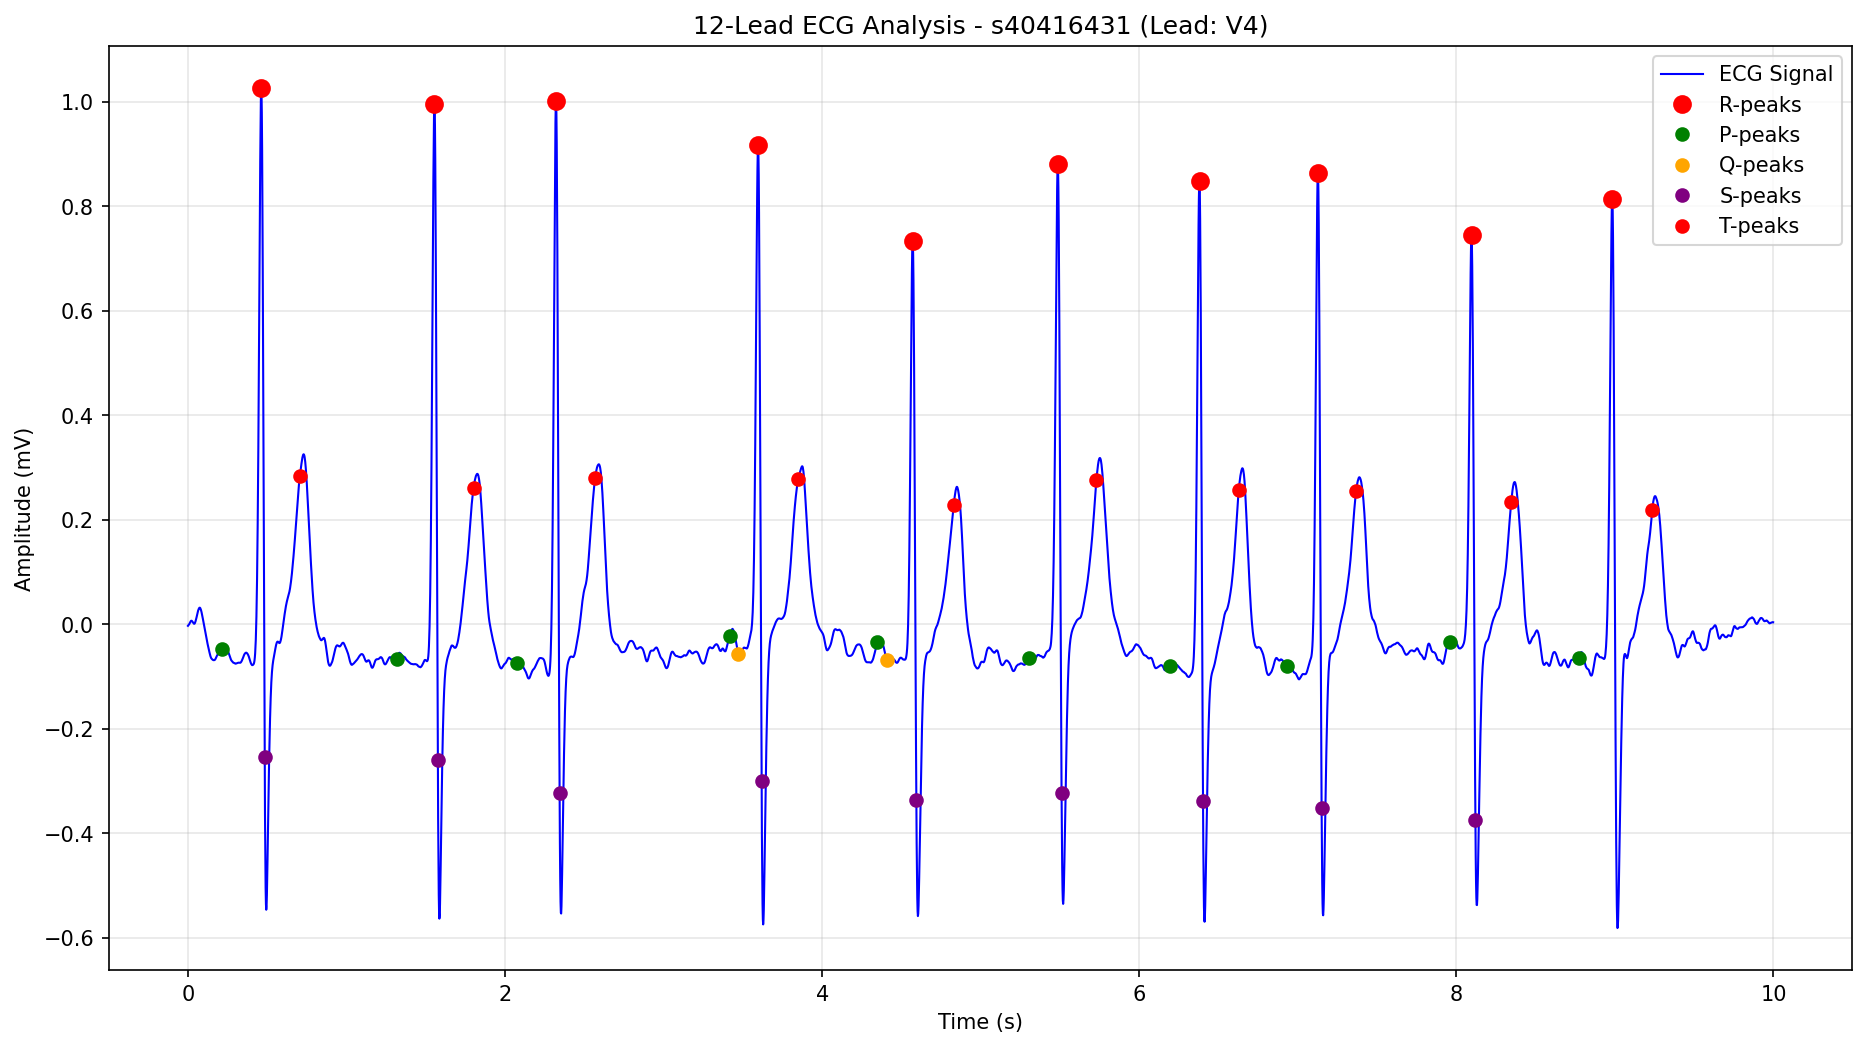 12-Lead ECG Analysis - s40416431 (Lead: V4)
ECG Signal
R-peaks
P-peaks
Q-peaks
S-peaks
T-peaks
Amplitude (mV)
1.0
0.8
0.6
0.4
0.2
0.0
−0.2
−0.4
−0.6
0 2 4 6 8 10
Time (s)